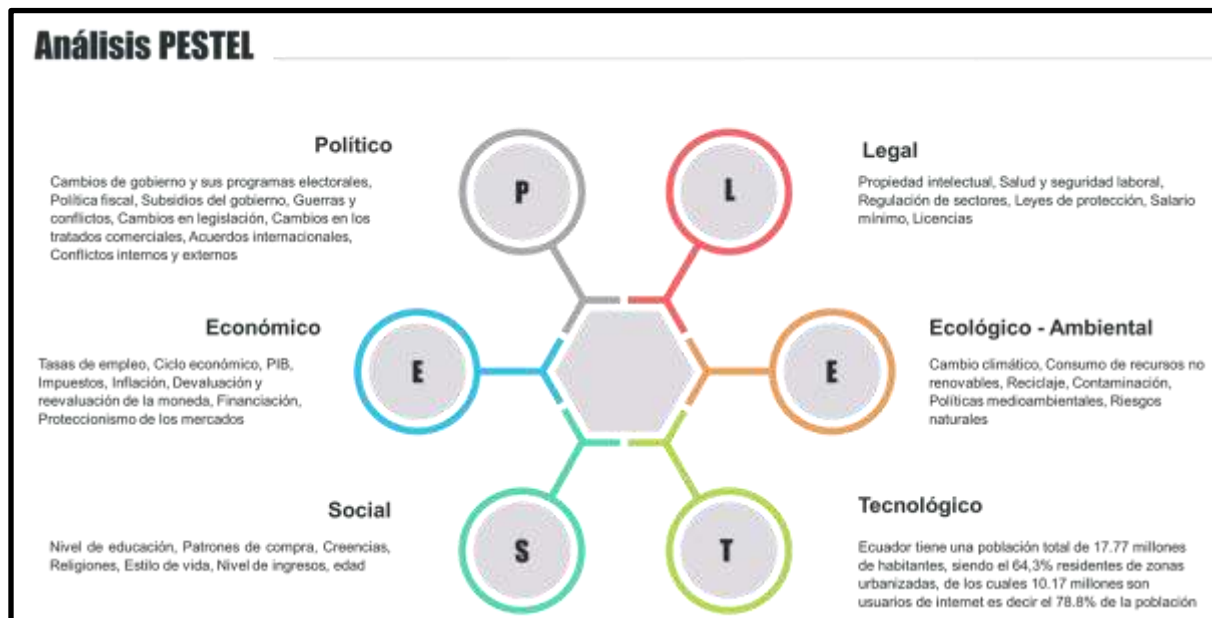 Análisis PESTEL
Político
Cambios de gobierno y sus programas electorales,
Política fiscal, Subsidios del gobierno, Guerras y
conflictos, Cambios en legislación, Cambios en los
tratados comerciales, Acuerdos internacionales,
Conflictos internos y externos
P
L
Legal
Propiedad intelectual, Salud y seguridad laboral,
Regulación de sectores, Leyes de protección, Salario
mínimo, Licencias
Económico
Tasas de empleo, Ciclo económico, PIB,
Impuestos, Inflación, Devaluación y
reevaluación de la moneda, Financiación,
Proteccionismo de los mercados
E
E
Ecológico - Ambiental
Cambio climático, Consumo de recursos no
renovables, Reciclaje, Contaminación,
Políticas medioambientales, Riesgos
naturales
Social
Nivel de educación, Patrones de compra, Creencias,
Religiones, Estilo de vida, Nivel de ingresos, edad
S
T
Tecnológico
Ecuador tiene una población total de 17.77 millones
de habitantes, siendo el 64,3% residentes de zonas
urbanizadas, de los cuales 10.17 millones son
usuarios de internet es decir el 78.8% de la población